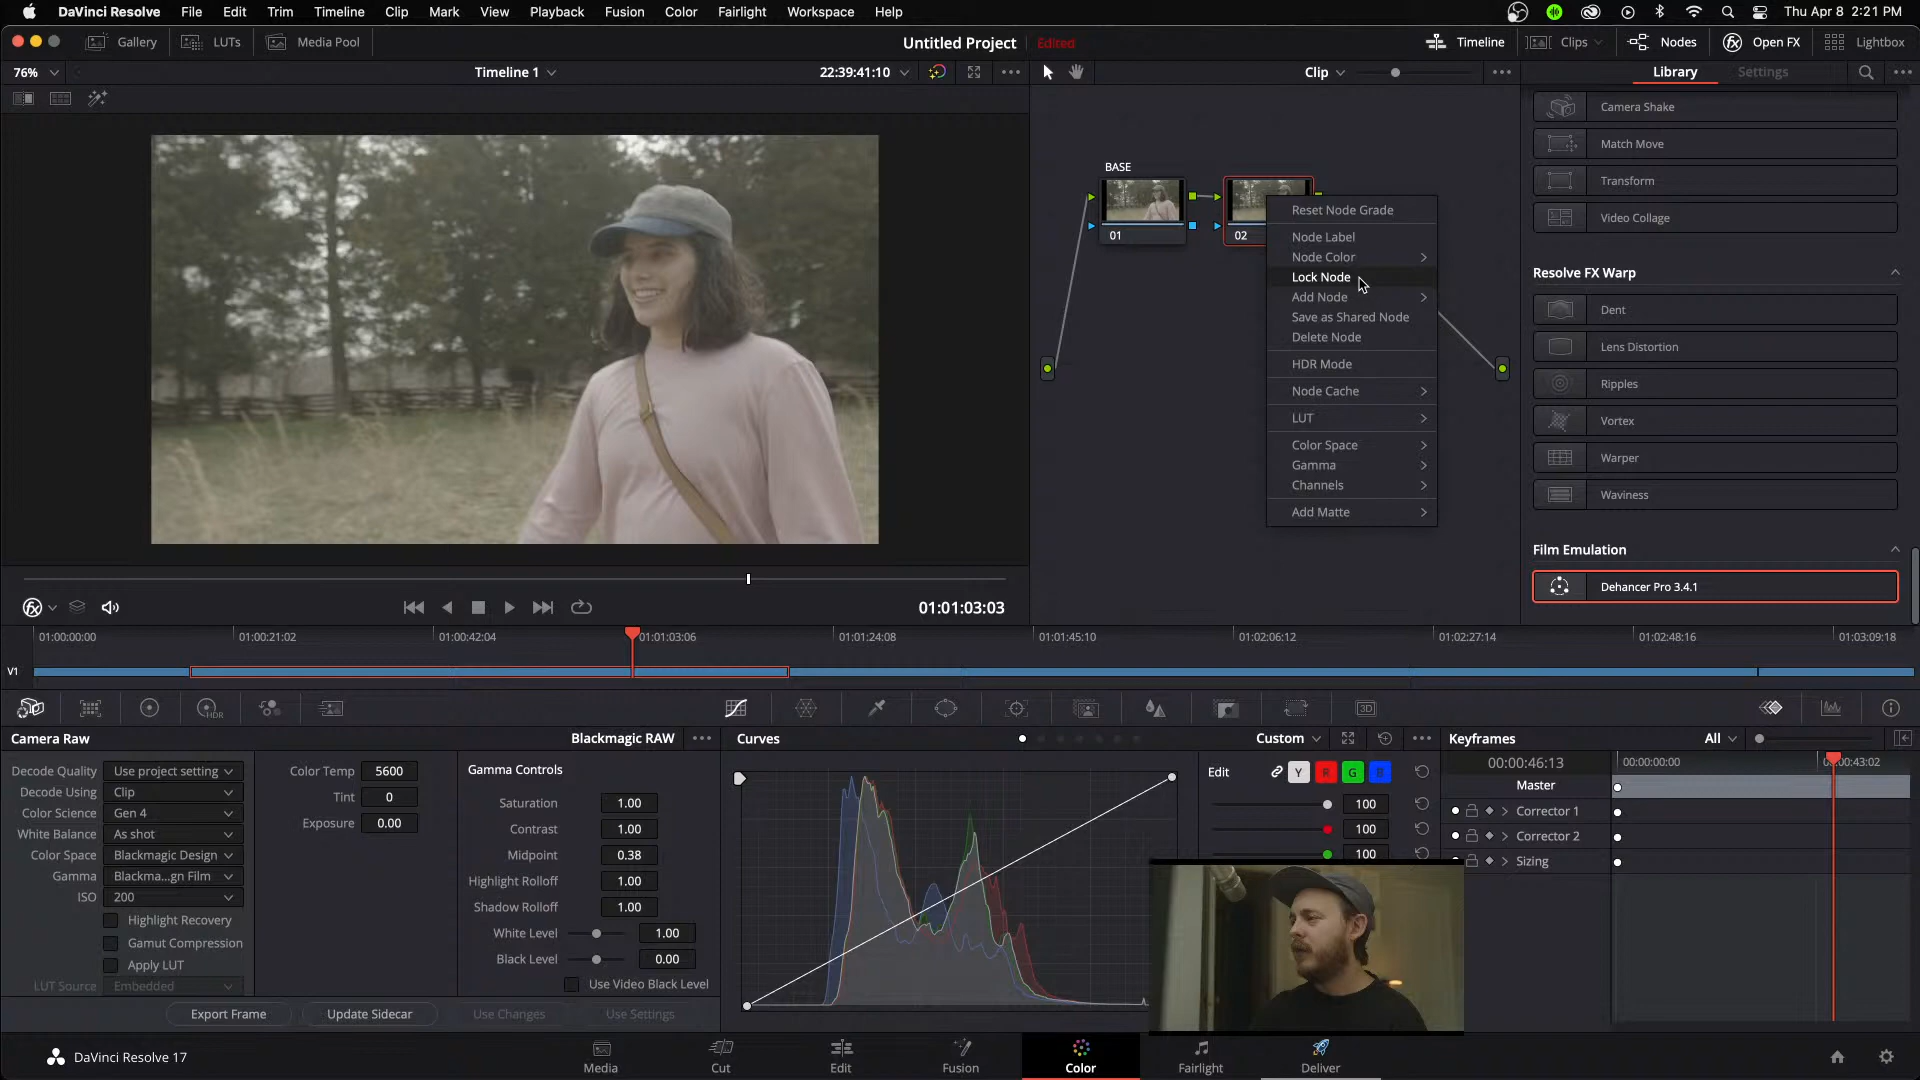 DaVinci Resolve File Edit Trim Timeline Clip Mark View Playback Fusion Color Fairlight Workspace Help Thu Apr 8 2:21 PM
Gallery LUTs Media Pool Untitled Project Edited Timeline Clips Nodes Open FX Lightbox
76% Timeline 1 22:39:41:10 Clip Library Settings
Camera Shake
Match Move
Transform
Video Collage
BASE
01
02
Reset Node Grade
Node Label
Node Color
Lock Node
Add Node
Save as Shared Node
Delete Node
HDR Mode
Node Cache
LUT
Color Space
Gamma
Channels
Add Matte
Resolve FX Warp
Dent
Lens Distortion
Ripples
Vortex
Warper
Waviness
Film Emulation
Dehancer Pro 3.4.1
01:01:03:03
01:00:00:00 01:00:21:02 01:00:42:04 01:01:03:06 01:01:24:08 01:01:45:10 01:02:06:12 01:02:27:14 01:02:48:16 01:03:09:18
V1
HDR
3D
Camera Raw Blackmagic RAW
Decode Quality Use project setting
Decode Using Clip
Color Science Gen 4
White Balance As shot
Color Space Blackmagic Design
Gamma Blackma...gn Film
ISO 200
Highlight Recovery
Gamut Compression
Apply LUT
LUT Source Embedded
Color Temp 5600
Tint 0
Exposure 0.00
Gamma Controls
Saturation 1.00
Contrast 1.00
Midpoint 0.38
Highlight Rolloff 1.00
Shadow Rolloff 1.00
White Level 1.00
Black Level 0.00
Use Video Black Level
Export Frame Update Sidecar Use Changes Use Settings
Curves Custom
Edit Y R G B
100
100
100
Keyframes All
00:00:46:13 00:00:00:00 00:00:43:02
Master
Corrector 1
Corrector 2
Sizing
DaVinci Resolve 17 Media Cut Edit Fusion Color Fairlight Deliver